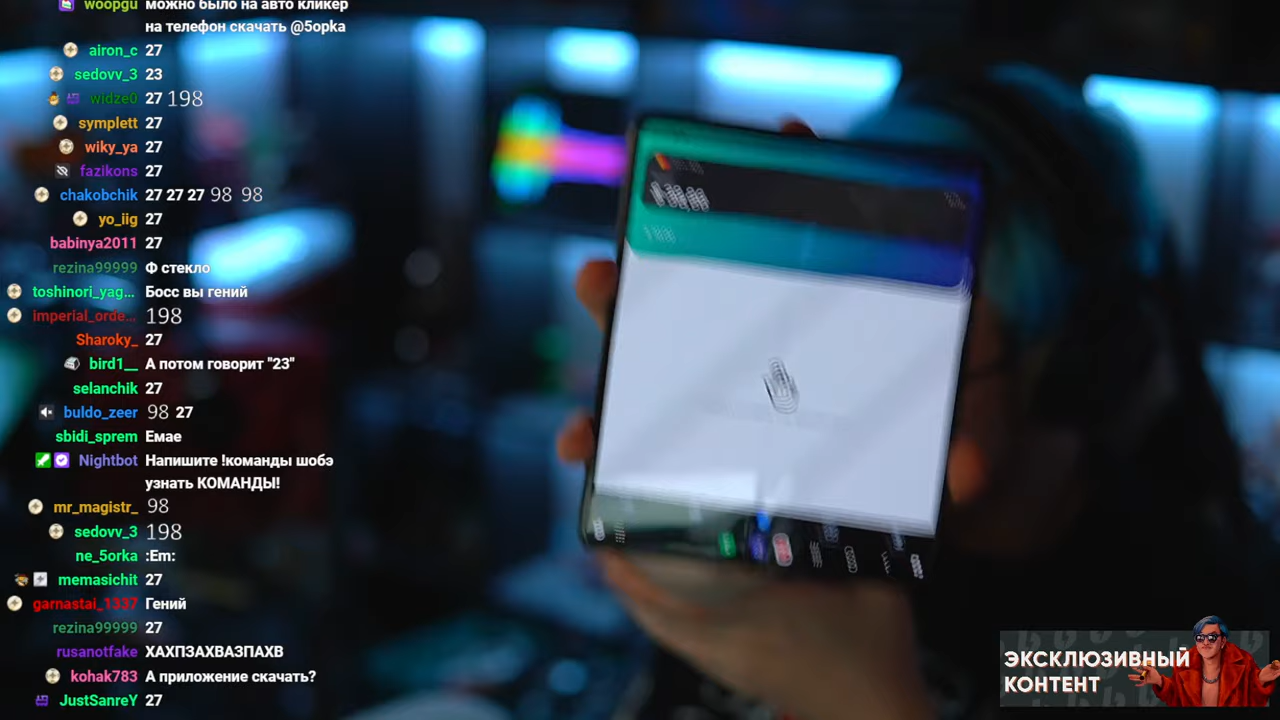 woopgu можно было на авто кликер
на телефон скачать @5opka
airon_c 27
sedovv_3 23
widze0 27 198
symplett 27
wiky_ya 27
fazikons 27
chakobchik 27 27 27 98 98
yo_iig 27
babinya2011 27
rezina99999 Ф стекло
toshinori_yag... Босс вы гений
imperial_orde... 198
Sharoky_ 27
bird1__ А потом говорит "23"
selanchik 27
buldo_zeer 98 27
sbidi_sprem Емае
Nightbot Напишите !команды шобэ
узнать КОМАНДЫ!
mr_magistr_ 98
sedovv_3 198
ne_5orka :Em:
memasichit 27
garnastai_1337 Гений
rezina99999 27
rusanotfake ХАХПЗАХВАЗПАХВ
kohak783 А приложение скачать?
JustSanreY 27
ЭКСКЛЮЗИВНЫЙ
КОНТЕНТ